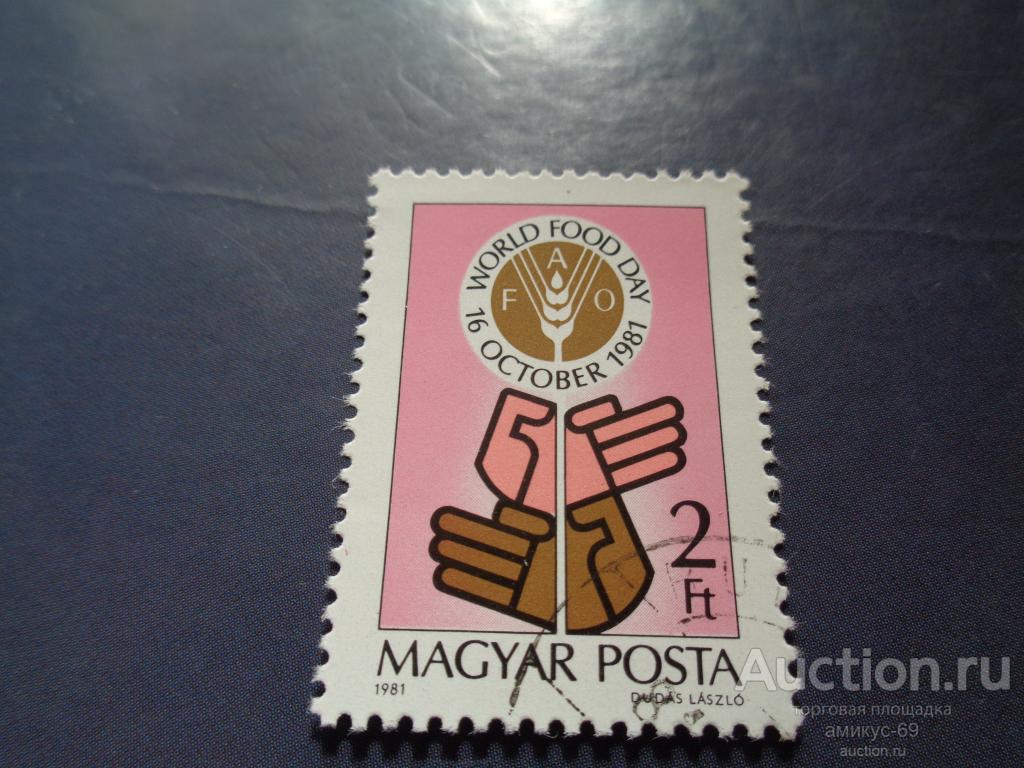 WORLD FOOD DAY
16 OCTOBER 1981
F A O
2
Ft
MAGYAR POSTA
1981
DUDÁS LÁSZLÓ
Auction.ru
торговая площадка
амикус-69
auction.ru